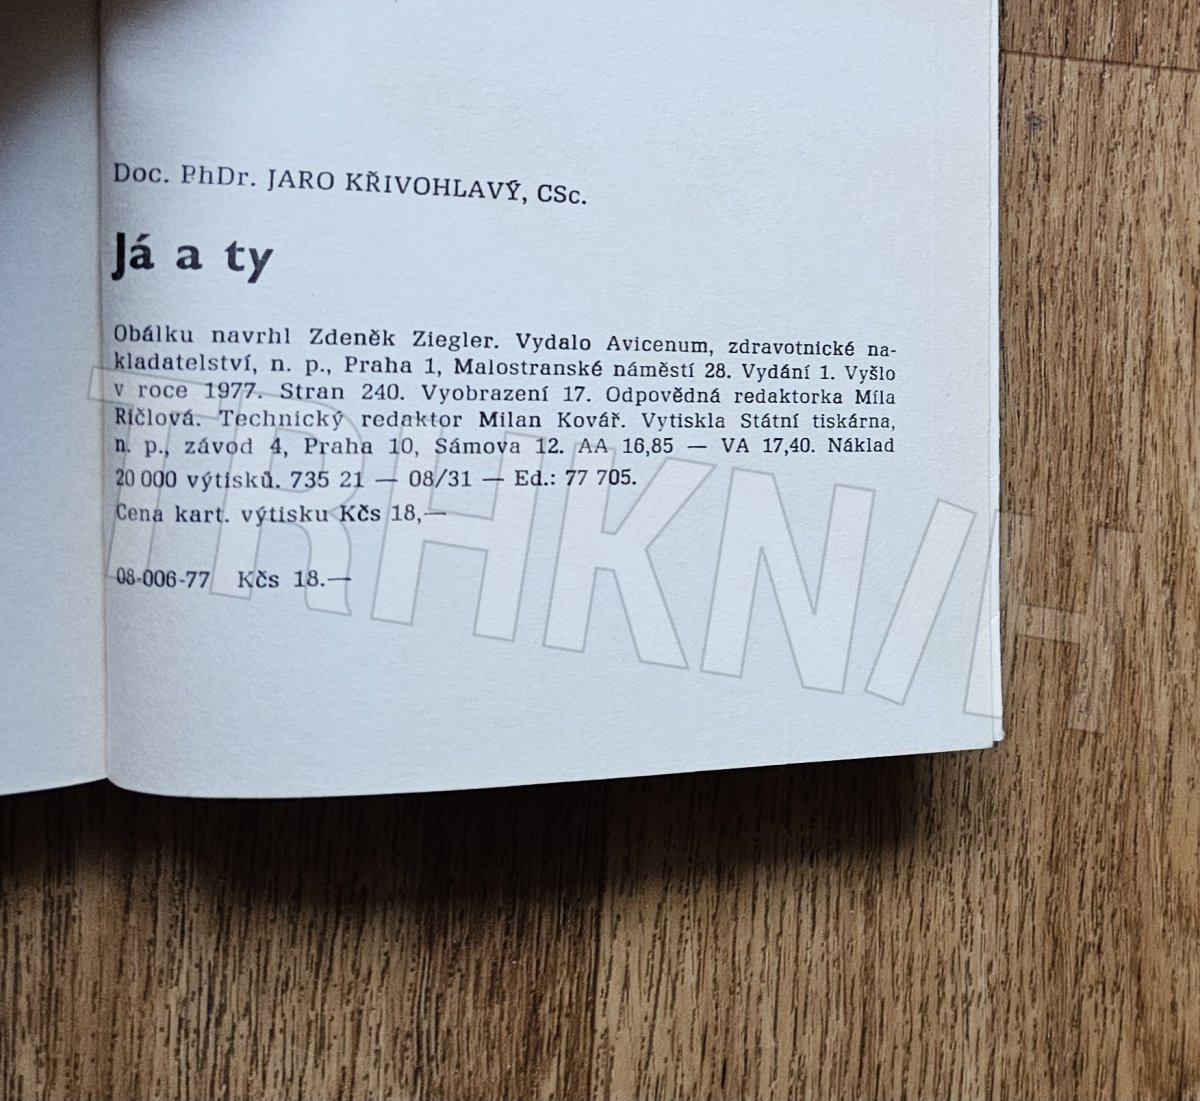 Doc. PhDr. JARO KŘIVOHLAVÝ, CSc.
Já a ty
Obálku navrhl Zdeněk Ziegler. Vydalo Avicenum, zdravotnické na-
kladatelství, n. p., Praha 1, Malostranské náměstí 28. Vydání 1. Vyšlo
v roce 1977. Stran 240. Vyobrazení 17. Odpovědná redaktorka Míla
Ričlová. Technický redaktor Milan Kovář. Vytiskla Státní tiskárna,
n. p., závod 4, Praha 10, Sámova 12. AA 16,85 — VA 17,40. Náklad
20 000 výtisků. 735 21 — 08/31 — Ed.: 77 705.
Cena kart. výtisku Kčs 18,—
08-006-77 Kčs 18.—
TRHKNIH